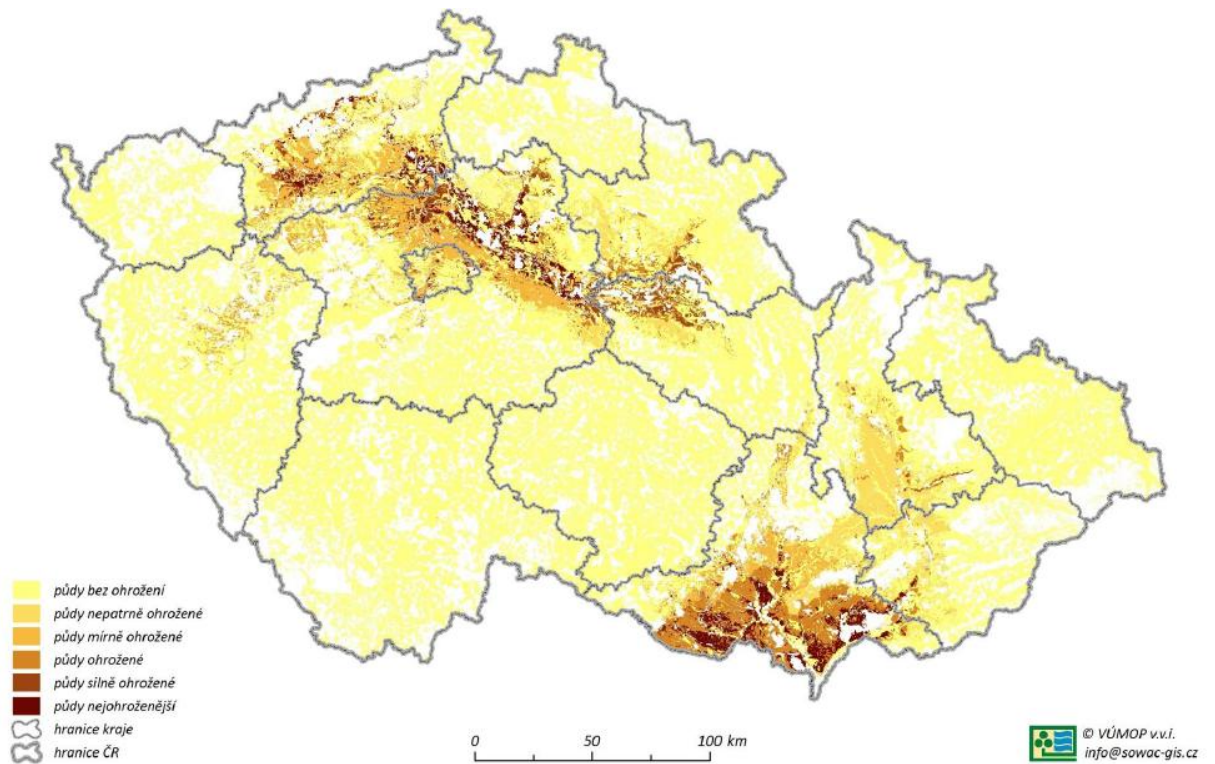 půdy bez ohrožení
půdy nepatrně ohrožené
půdy mírně ohrožené
půdy ohrožené
půdy silně ohrožené
půdy nejohroženější
hranice kraje
hranice ČR
0 50 100 km
© VÚMOP v.v.i.
info@sowac-gis.cz